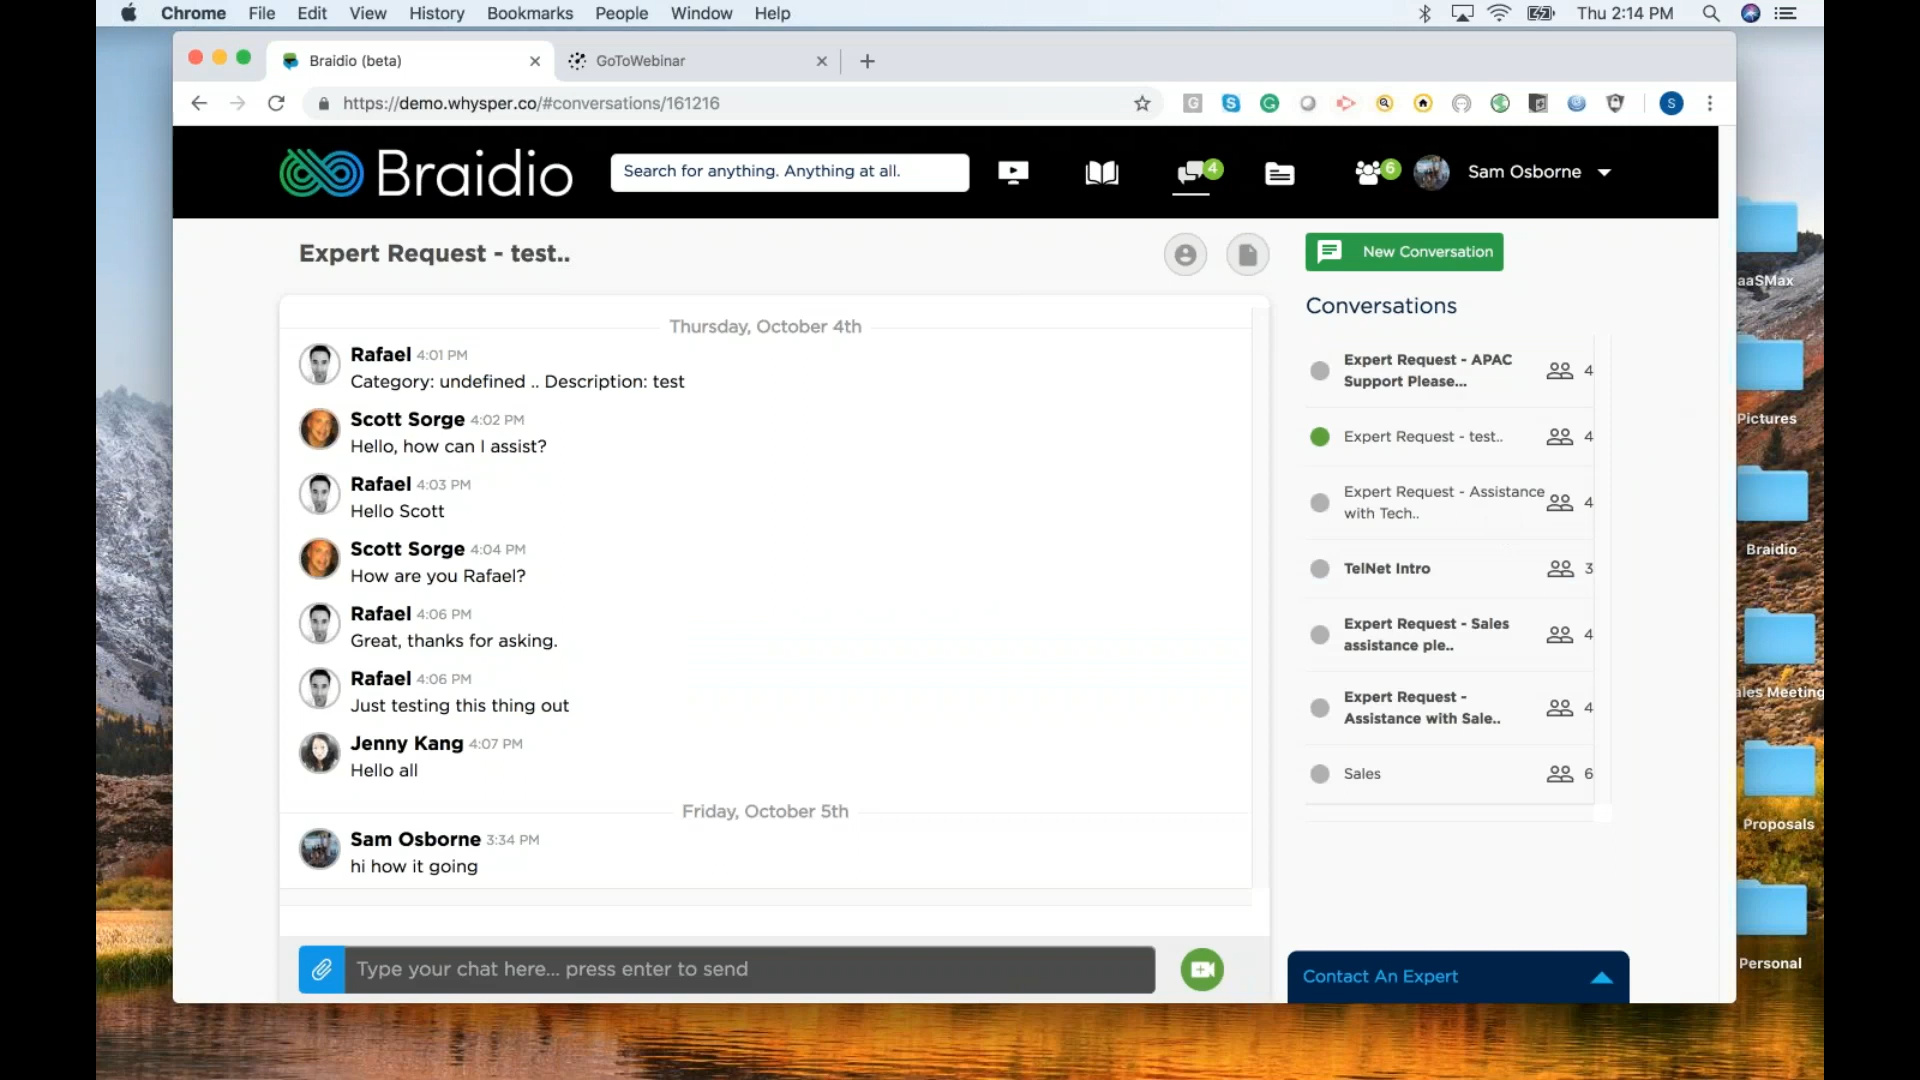 Chrome File Edit View History Bookmarks People Window Help Thu 2:14 PM
Braidio (beta) GoToWebinar
https://demo.whysper.co/#conversations/161216
Braidio Search for anything. Anything at all. 4 6 Sam Osborne
Expert Request - test..
New Conversation
Conversations
Thursday, October 4th
Rafael 4:01 PM
Category: undefined .. Description: test
Scott Sorge 4:02 PM
Hello, how can I assist?
Rafael 4:03 PM
Hello Scott
Scott Sorge 4:04 PM
How are you Rafael?
Rafael 4:06 PM
Great, thanks for asking.
Rafael 4:06 PM
Just testing this thing out
Jenny Kang 4:07 PM
Hello all
Friday, October 5th
Sam Osborne 3:34 PM
hi how it going
Type your chat here... press enter to send
Expert Request - APAC
Support Please... 4
Expert Request - test.. 4
Expert Request - Assistance
with Tech.. 4
TelNet Intro 3
Expert Request - Sales
assistance ple.. 4
Expert Request -
Assistance with Sale.. 4
Sales 6
Contact An Expert
aaSMax
Pictures
Braidio
ales Meeting
Proposals
Personal